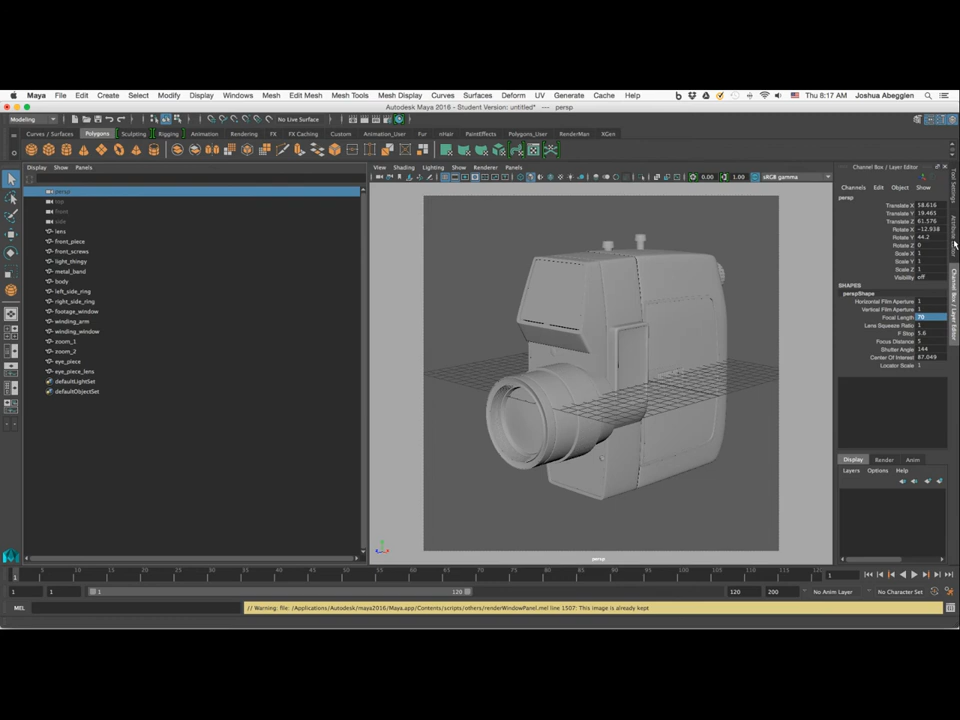 Maya File Edit Create Select Modify Display Windows Mesh Edit Mesh Mesh Tools Mesh Display Curves Surfaces Deform UV Generate Cache Help Thu 8:17 AM Joshua Abegglen
Autodesk Maya 2016 - Student Version: untitled* --- persp
Modeling No Live Surface
Curves / Surfaces Polygons Sculpting Rigging Animation Rendering FX FX Caching Custom Animation_User Fur nHair PaintEffects Polygons_User RenderMan XGen
Display Show Panels
View Shading Lighting Show Renderer Panels
0.00 1.00 sRGB gamma
persp
top
front
side
lens
front_piece
front_screws
light_thingy
metal_band
body
left_side_ring
right_side_ring
footage_window
winding_arm
winding_window
zoom_1
zoom_2
eye_piece
eye_piece_lens
defaultLightSet
defaultObjectSet
persp
Channel Box / Layer Editor
Channels Edit Object Show
persp
Translate X 58.616
Translate Y 19.465
Translate Z 61.576
Rotate X -12.938
Rotate Y 44.2
Rotate Z 0
Scale X 1
Scale Y 1
Scale Z 1
Visibility off
SHAPES
perspShape
Horizontal Film Aperture 1
Vertical Film Aperture 1
Focal Length 70
Lens Squeeze Ratio 1
F Stop 5.6
Focus Distance 5
Shutter Angle 144
Center Of Interest 87.049
Locator Scale 1
Display Render Anim
Layers Options Help
Tool Settings
Channel Box / Layer Editor
5 10 15 20 25 30 35 40 45 50 55 60 65 70 75 80 85 90 95 100 105 110 115 120
1
1 1 1 120 120 200 No Anim Layer No Character Set
MEL // Warning: file: /Applications/Autodesk/maya2016/Maya.app/Contents/scripts/others/renderWindowPanel.mel line 1507: This image is already kept